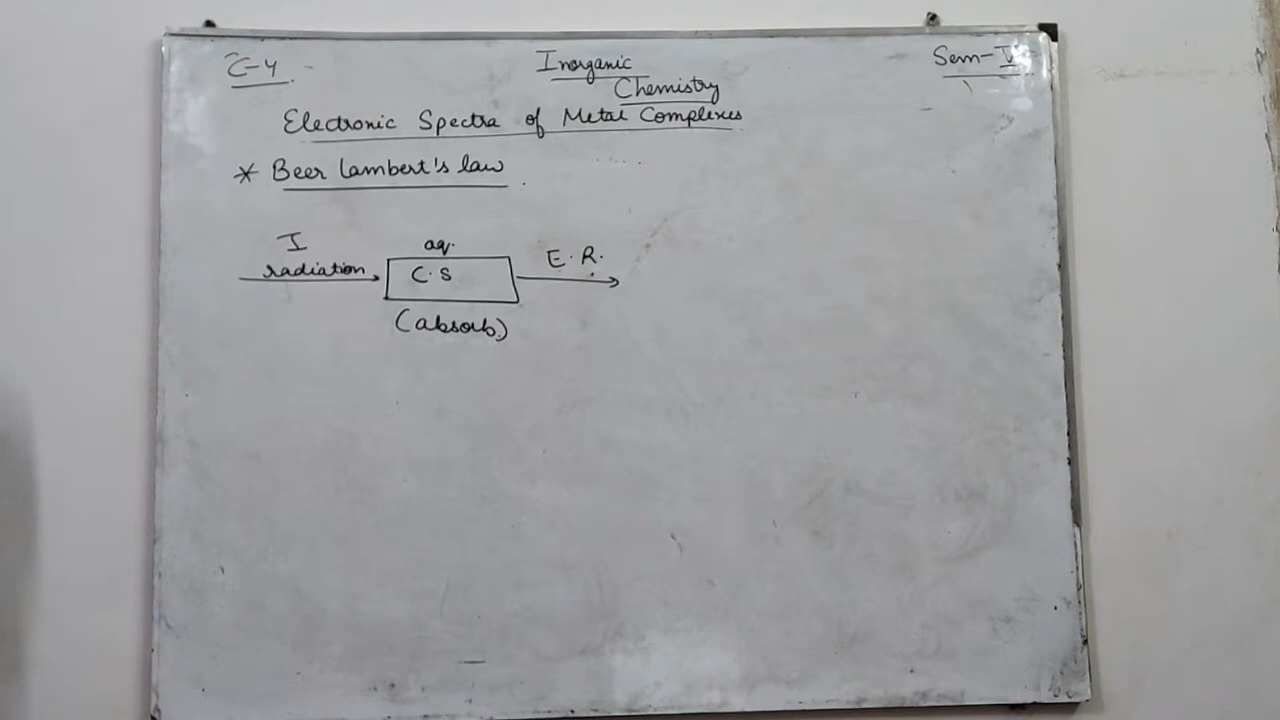 C-4
Inorganic
Chemistry
Sem-V
Electronic Spectra of Metal Complexes
* Beer Lambert's law
I
radiation
aq.
C.S
(absorb.)
E.R.